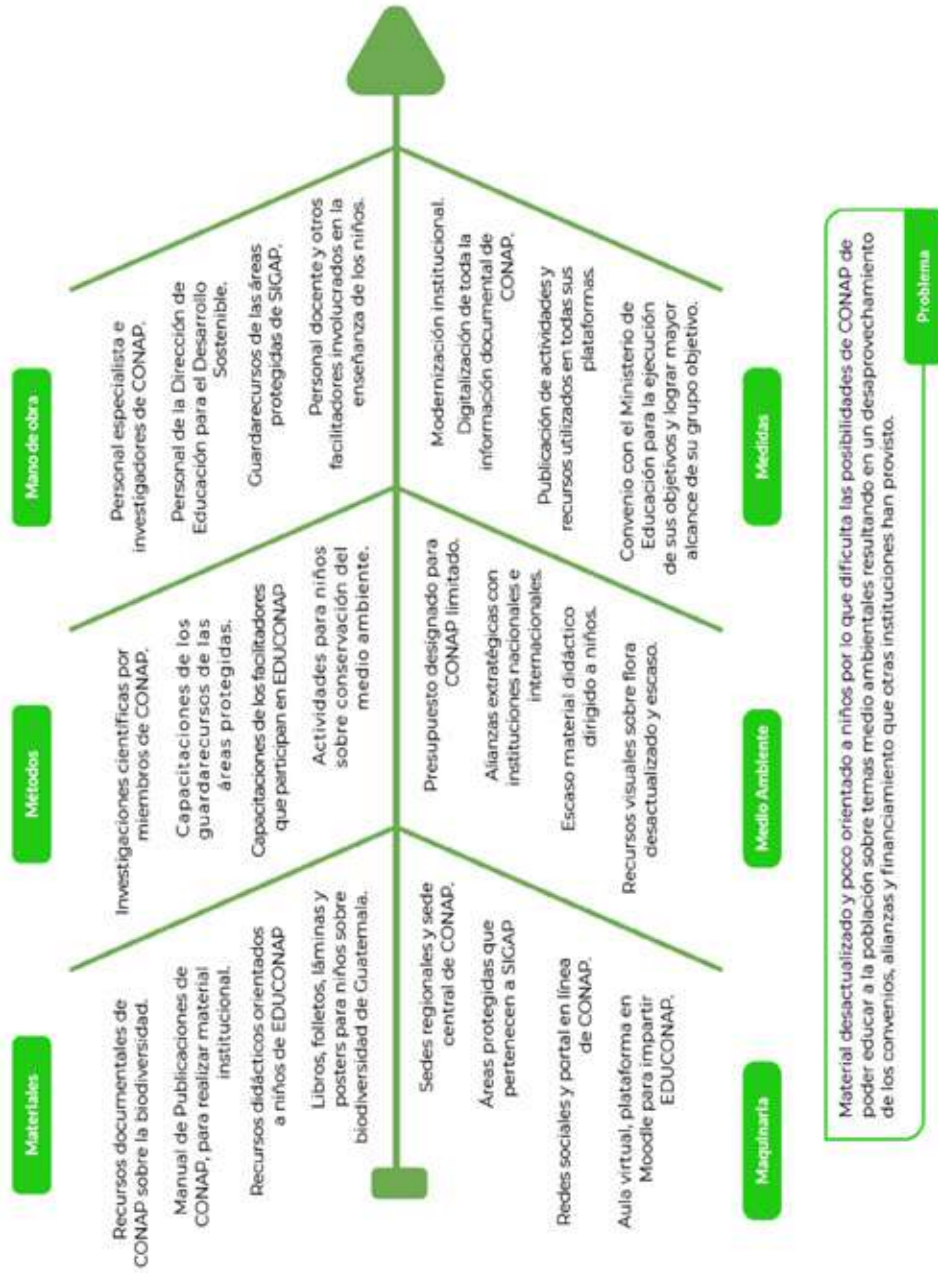 Materiales
Recursos documentales de
CONAP sobre la biodiversidad.
Manual de Publicaciones de
CONAP, para realizar material
institucional.
Recursos didácticos orientados
a niños de EDUCONAP
Libros, folletos, láminas y
posters para niños sobre
biodiversidad de Guatemala.
Métodos
Investigaciones científicas por
miembros de CONAP.
Capacitaciones de los
guardarecursos de las
áreas protegidas.
Capacitaciones de los facilitadores
que participan en EDUCONAP
Actividades para niños
sobre conservación del
medio ambiente.
Mano de obra
Personal especialista e
investigadores de CONAP.
Personal de la Dirección de
Educación para el Desarrollo
Sostenible.
Guardarecursos de las áreas
protegidas de SIGAP.
Personal docente y otros
facilitadores involucrados en la
enseñanza de los niños.
Sedes regionales y sede
central de CONAP.
Áreas protegidas que
pertenecen a SIGAP
Redes sociales y portal en línea
de CONAP.
Aula virtual, plataforma en
Moodle para impartir
EDUCONAP.
Maquinaria
Presupuesto designado para
CONAP limitado.
Alianzas extratégicas con
instituciones nacionales e
internacionales.
Escaso material didáctico
dirigido a niños.
Recursos visuales sobre flora
desactualizado y escaso.
Medio Ambiente
Modernización institucional.
Digitalización de toda la
información documental de
CONAP.
Publicación de actividades y
recursos utilizados en todas sus
plataformas.
Convenio con el Ministerio de
Educación para la ejecución
de sus objetivos y lograr mayor
alcance de su grupo objetivo.
Medidas
Material desactualizado y poco orientado a niños por lo que dificulta las posibilidades de CONAP de
poder educar a la población sobre temas medio ambientales resultando en un desaprovechamiento
de los convenios, alianzas y financiamiento que otras instituciones han provisto.
Problema